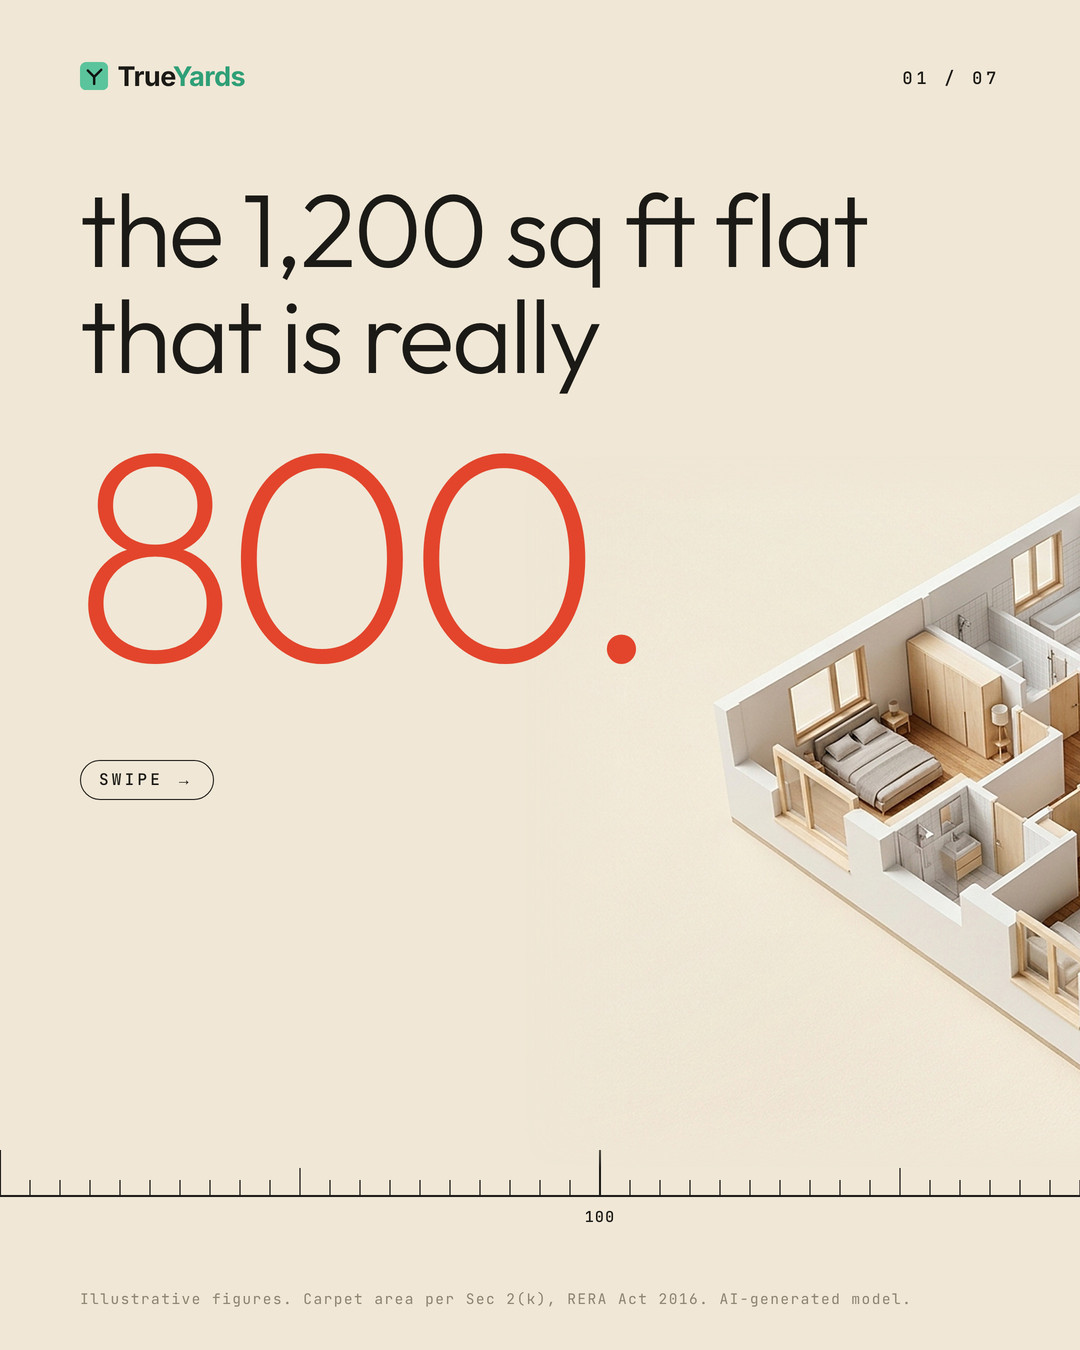 TrueYards
01 / 07
the 1,200 sq ft flat
that is really
800.
SWIPE →
100
Illustrative figures. Carpet area per Sec 2(k), RERA Act 2016. AI-generated model.